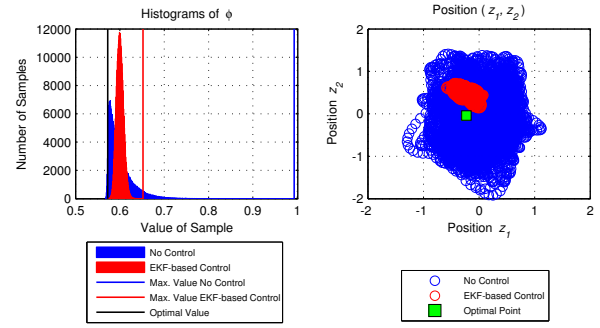 Histograms of ϕ
12000
10000
8000
6000
4000
2000
0
0.5
0.6
0.7
0.8
0.9
1
Number of Samples
Value of Sample
No Control
EKF-based Control
Max. Value No Control
Max. Value EKF-based Control
Optimal Value
Position (z1, z2)
2
1
0
-1
-2
-2
-1
0
1
2
Position z2
Position z1
No Control
EKF-based Control
Optimal Point